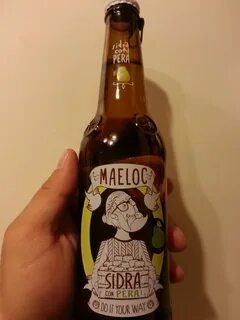 sidra
con
PERA
MAELOC
SIDRA
CON PERA
DO IT YOUR WAY